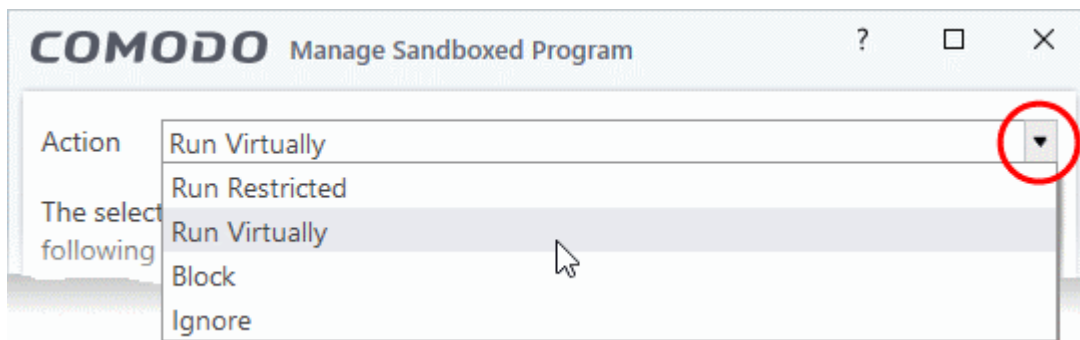 COMODO Manage Sandboxed Program ?
Action Run Virtually
Run Restricted
The select
Run Virtually
following
Block
Ignore